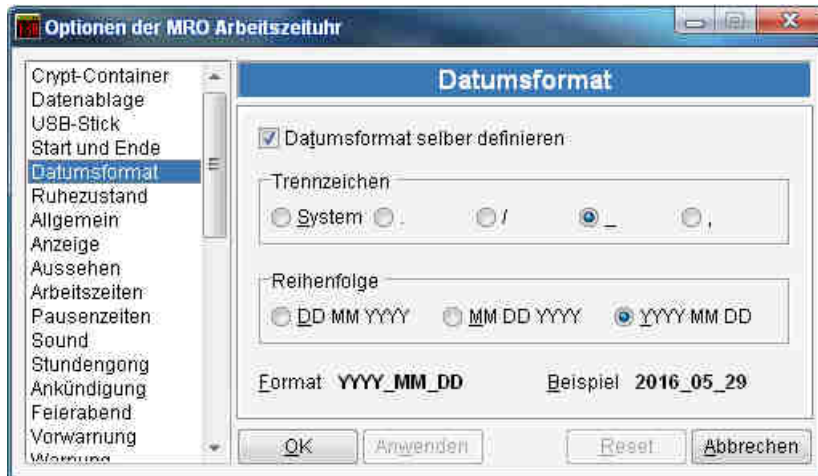 Optionen der MRO Arbeitszeituhr
Crypt-Container
Datenablage
USB-Stick
Start und Ende
Datumsformat
Ruhezustand
Allgemein
Anzeige
Aussehen
Arbeitszeiten
Pausenzeiten
Sound
Stundengong
Ankündigung
Feierabend
Vorwarnung
Warnung
Datumsformat
Datumsformat selber definieren
Trennzeichen
System . / _ ,
Reihenfolge
DD MM YYYY MM DD YYYY YYYY MM DD
Format YYYY_MM_DD Beispiel 2016_05_29
OK Anwenden Reset Abbrechen